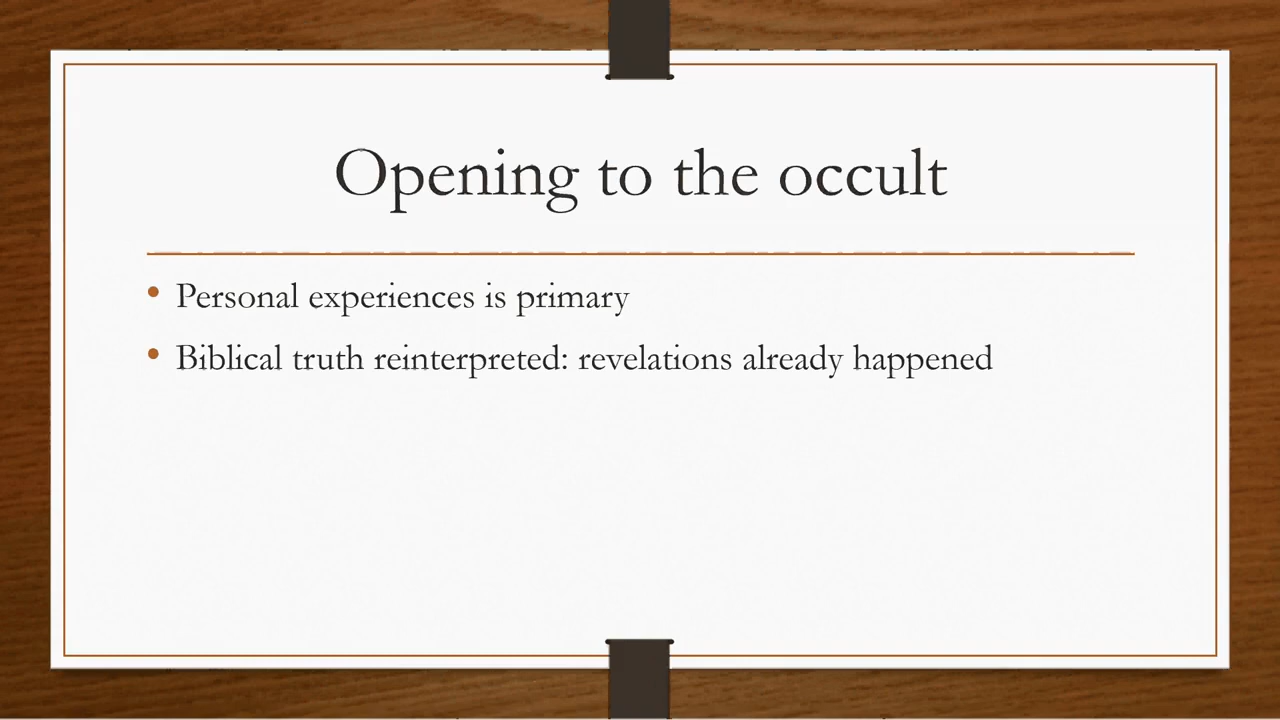 Opening to the occult
• Personal experiences is primary
• Biblical truth reinterpreted: revelations already happened